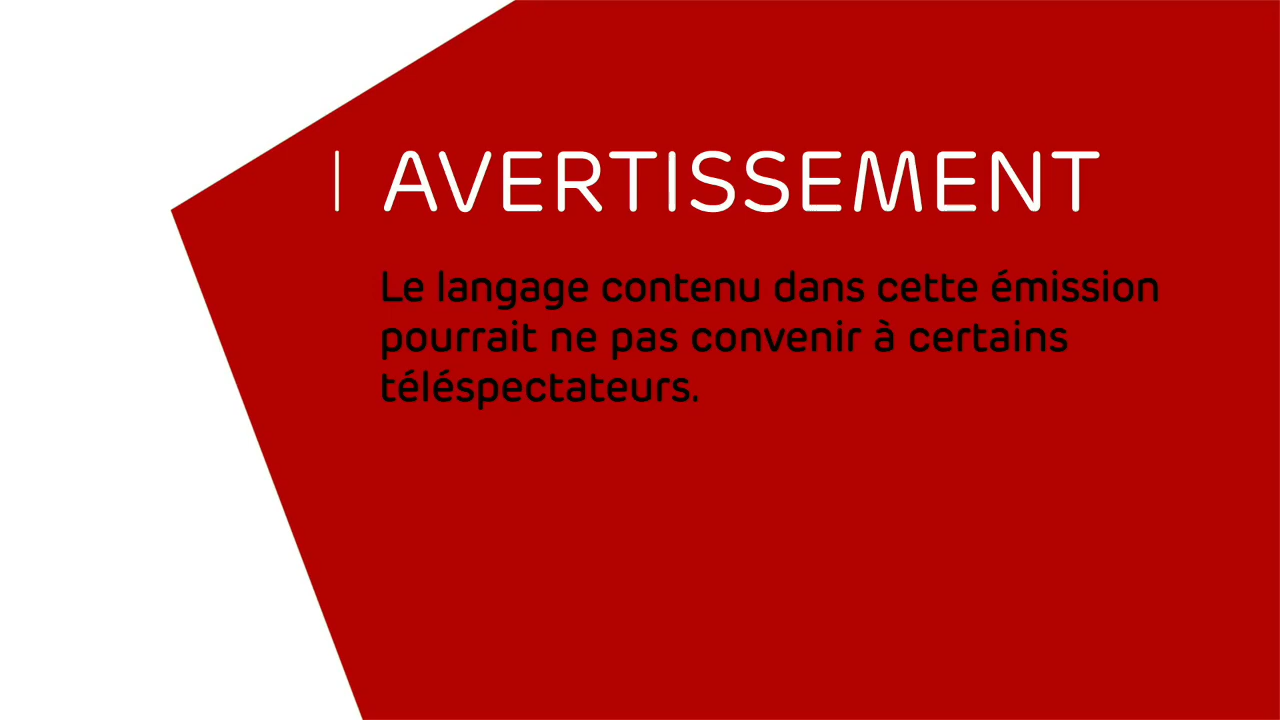 AVERTISSEMENT
Le langage contenu dans cette émission
pourrait ne pas convenir à certains
téléspectateurs.